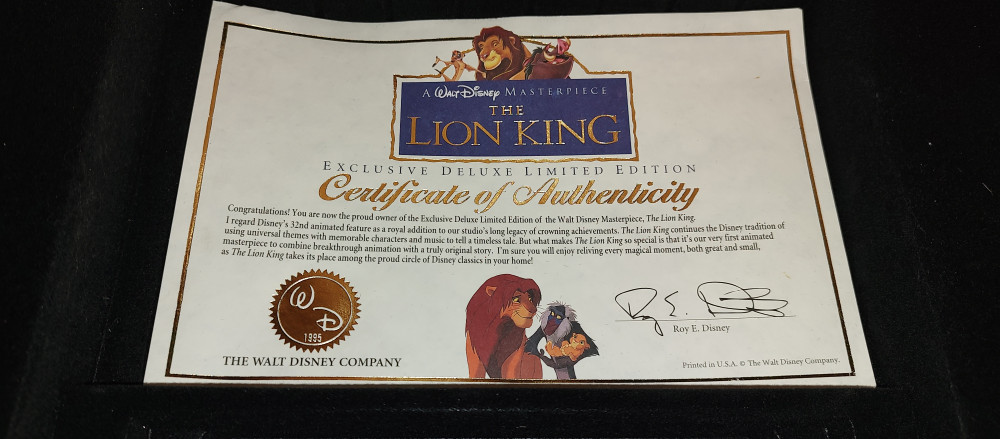 A Walt Disney Masterpiece
THE
LION KING
EXCLUSIVE DELUXE LIMITED EDITION
Certificate of Authenticity
Congratulations! You are now the proud owner of the Exclusive Deluxe Limited Edition of the Walt Disney Masterpiece, The Lion King.
I regard Disney's 32nd animated feature as a royal addition to our studio's long legacy of crowning achievements. The Lion King continues the Disney tradition of
using universal themes with memorable characters and music to tell a timeless tale. But what makes The Lion King so special is that it's our very first animated
masterpiece to combine breakthrough animation with a truly original story. I'm sure you will enjoy reliving every magical moment, both great and small,
as The Lion King takes its place among the proud circle of Disney classics in your home!
W
D
1995
THE WALT DISNEY COMPANY
Roy E. Disney
Roy E. Disney
Printed in U.S.A. © The Walt Disney Company.